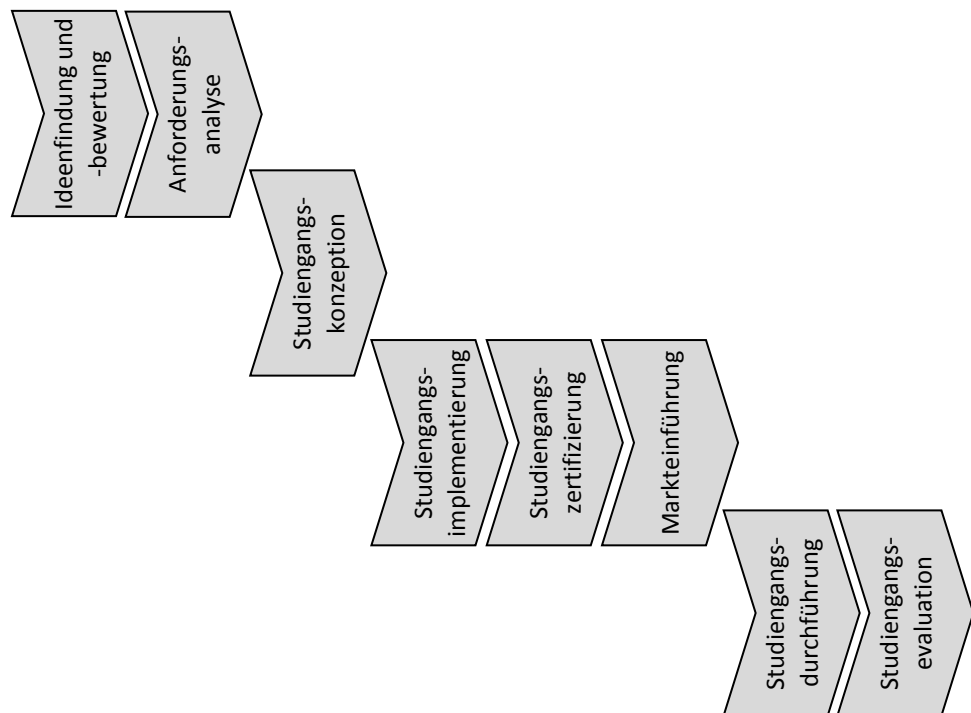 Ideenfindung und
-bewertung
Anforderungs-
analyse
Studiengangs-
konzeption
Studiengangs-
implementierung
Studiengangs-
zertifizierung
Markteinführung
Studiengangs-
durchführung
Studiengangs-
evaluation